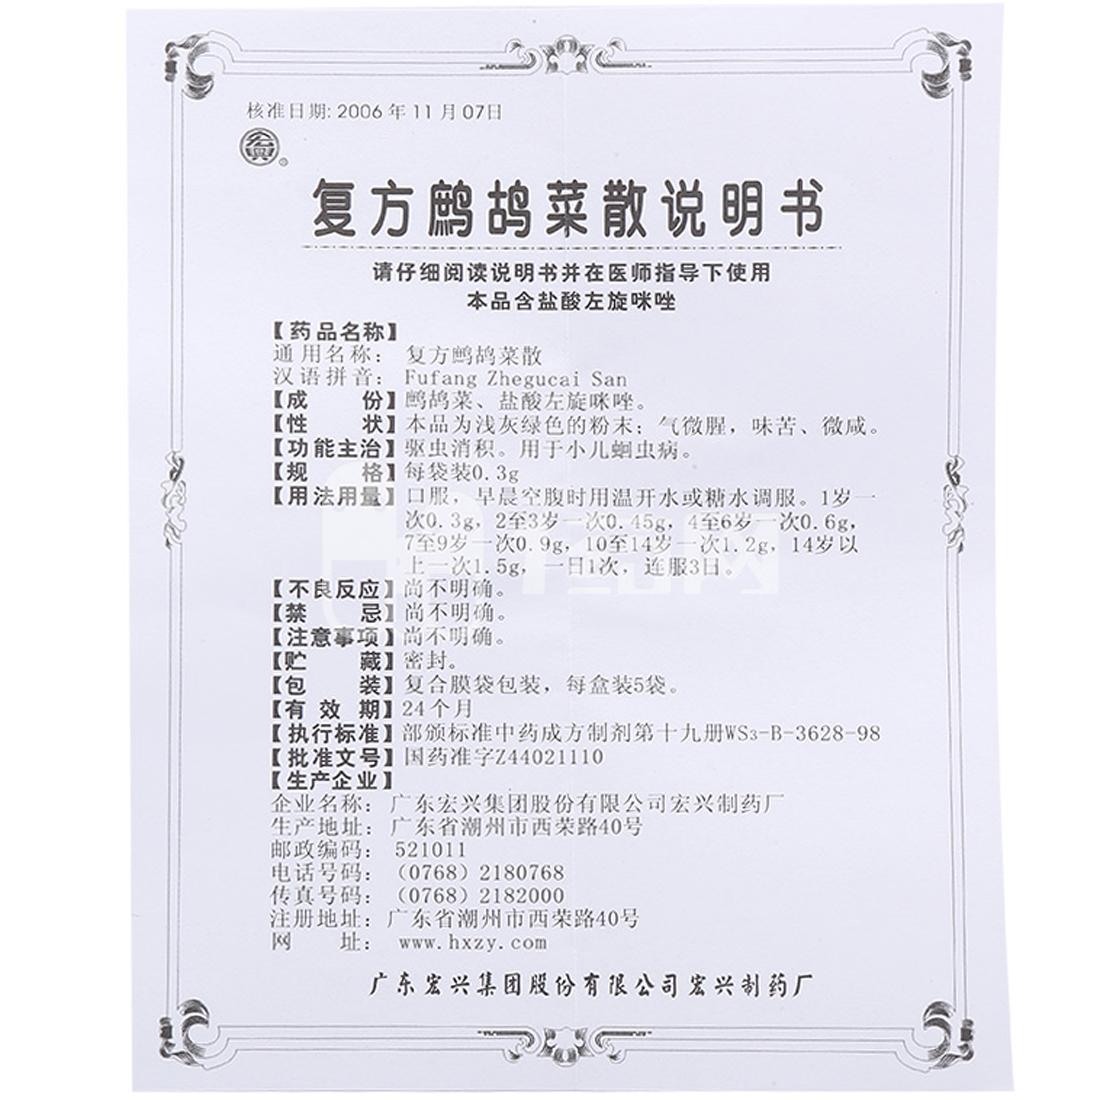 核准日期: 2006年11月07日
宏興®
复方鹧鸪菜散说明书
请仔细阅读说明书并在医师指导下使用
本品含盐酸左旋咪唑
【药品名称】
通用名称： 复方鹧鸪菜散
汉语拼音： Fufang Zhegucai San
【成 份】鹧鸪菜、盐酸左旋咪唑。
【性 状】本品为浅灰绿色的粉末；气微腥，味苦、微咸。
【功能主治】驱虫消积。用于小儿蛔虫病。
【规 格】每袋装0.3g
【用法用量】口服，早晨空腹时用温开水或糖水调服。1岁一
次0.3g，2至3岁一次0.45g，4至6岁一次0.6g，
7至9岁一次0.9g，10至14岁一次1.2g，14岁以
上一次1.5g，一日1次，连服3日。
【不良反应】尚不明确。
【禁 忌】尚不明确。
【注意事项】尚不明确。
【贮 藏】密封。
【包 装】复合膜袋包装，每盒装5袋。
【有 效 期】24个月
【执行标准】部颁标准中药成方制剂第十九册WS3-B-3628-98
【批准文号】国药准字Z44021110
【生产企业】
企业名称： 广东宏兴集团股份有限公司宏兴制药厂
生产地址： 广东省潮州市西荣路40号
邮政编码： 521011
电话号码： （0768）2180768
传真号码： （0768）2182000
注册地址： 广东省潮州市西荣路40号
网 址： www.hxzy.com
广东宏兴集团股份有限公司宏兴制药厂